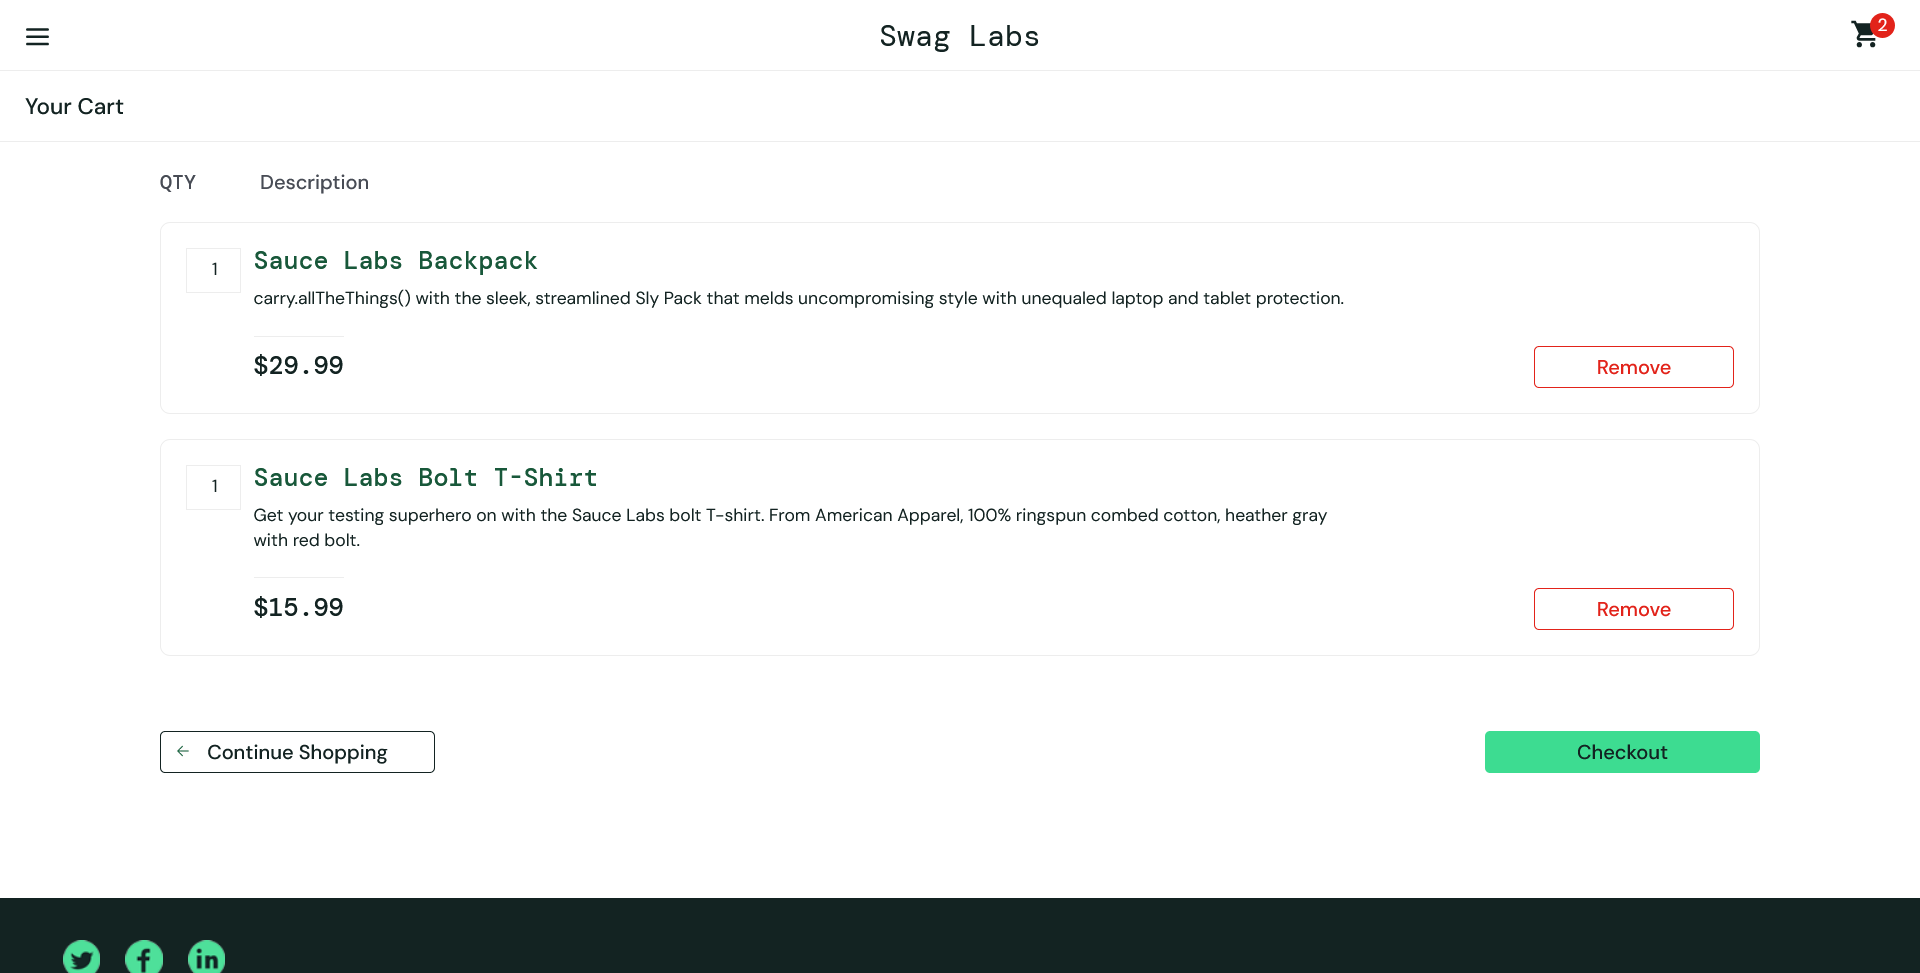 Swag Labs
2
Your Cart
QTY Description
1 Sauce Labs Backpack
carry.allTheThings() with the sleek, streamlined Sly Pack that melds uncompromising style with unequaled laptop and tablet protection.
$29.99 Remove
1 Sauce Labs Bolt T-Shirt
Get your testing superhero on with the Sauce Labs bolt T-shirt. From American Apparel, 100% ringspun combed cotton, heather gray
with red bolt.
$15.99 Remove
Continue Shopping Checkout